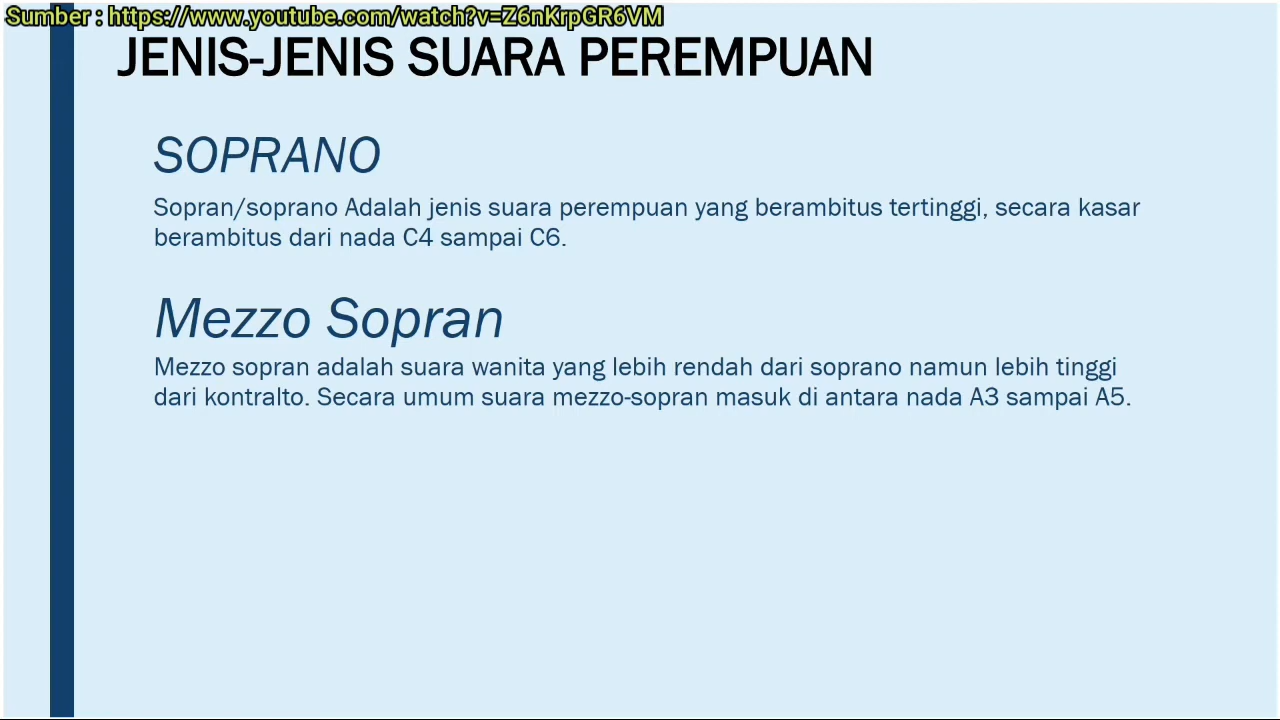 Sumber : https://www.youtube.com/watch?v=Z6nKrpGR6VM
JENIS-JENIS SUARA PEREMPUAN
SOPRANO
Sopran/soprano Adalah jenis suara perempuan yang berambitus tertinggi, secara kasar
berambitus dari nada C4 sampai C6.
Mezzo Sopran
Mezzo sopran adalah suara wanita yang lebih rendah dari soprano namun lebih tinggi
dari kontralto. Secara umum suara mezzo-sopran masuk di antara nada A3 sampai A5.